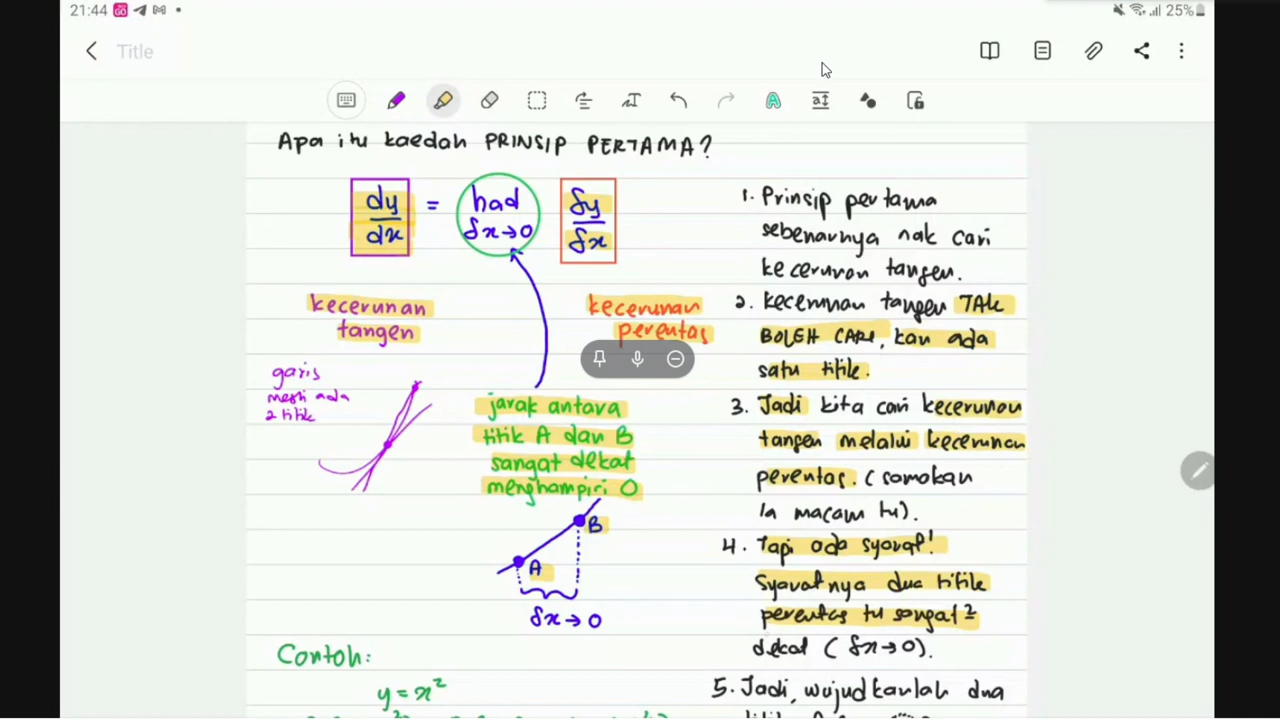 21:44
25%
Title
Apa itu kaedah PRINSIP PERTAMA?
dy/dx = had δx→0 δy/δx
kecerunan
tangen
kecerunan
perentas
garis
mesti ada
2 titik
jarak antara
titik A dan B
sangat dekat
menghampiri 0
B
A
δx→0
Contoh:
y = x²
1. Prinsip pertama
sebenarnya nak cari
kecerunan tangen.
2. kecerunan tangen TAK
BOLEH CARI, kan ada
satu titik.
3. Jadi kita cari kecerunan
tangen melalui kecerunan
perentas. (samakan
la macam tu).
4. Tapi ada syarat!
Syaratnya dua titik
perentas tu sangat2
dekat (δx→0).
5. Jadi, wujudkanlah dua